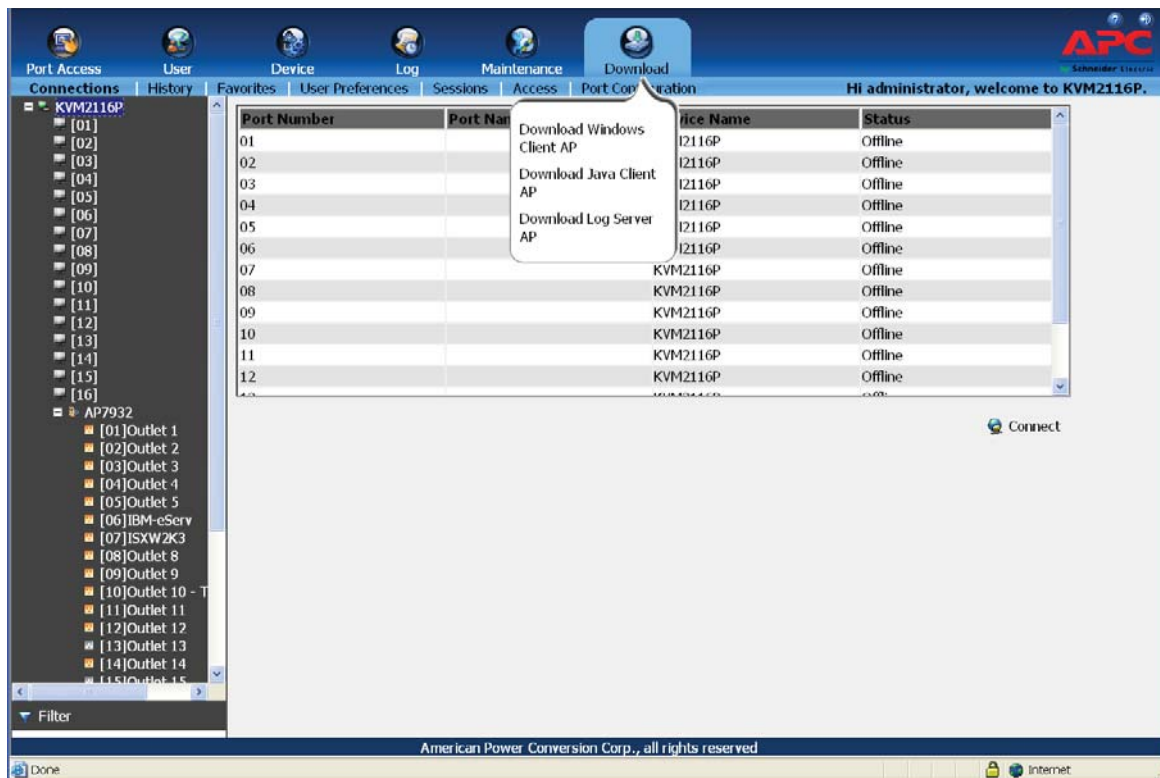 Port Access User Device Log Maintenance Download
APC
Connections History Favorites User Preferences Sessions Access Port Hi administrator, welcome to KVM2116P.
KVM2116P
[01]
[02]
[03]
[04]
[05]
[06]
[07]
[08]
[09]
[10]
[11]
[12]
[13]
[14]
[15]
[16]
AP7932
[01]Outlet 1
[02]Outlet 2
[03]Outlet 3
[04]Outlet 4
[05]Outlet 5
[06]IBM-eServ
[07]ISXW2K3
[08]Outlet 8
[09]Outlet 9
[10]Outlet 10 - T
[11]Outlet 11
[12]Outlet 12
[13]Outlet 13
[14]Outlet 14
[15]Outlet 15
Filter
Port Number Port Name Status
01 Offline
02 Offline
03 Offline
04 Offline
05 Offline
06 Offline
07 KVM2116P Offline
08 KVM2116P Offline
09 KVM2116P Offline
10 KVM2116P Offline
11 KVM2116P Offline
12 KVM2116P Offline
Download Windows
Client AP
Download Java Client
AP
Download Log Server
AP
Connect
American Power Conversion Corp., all rights reserved
Done Internet